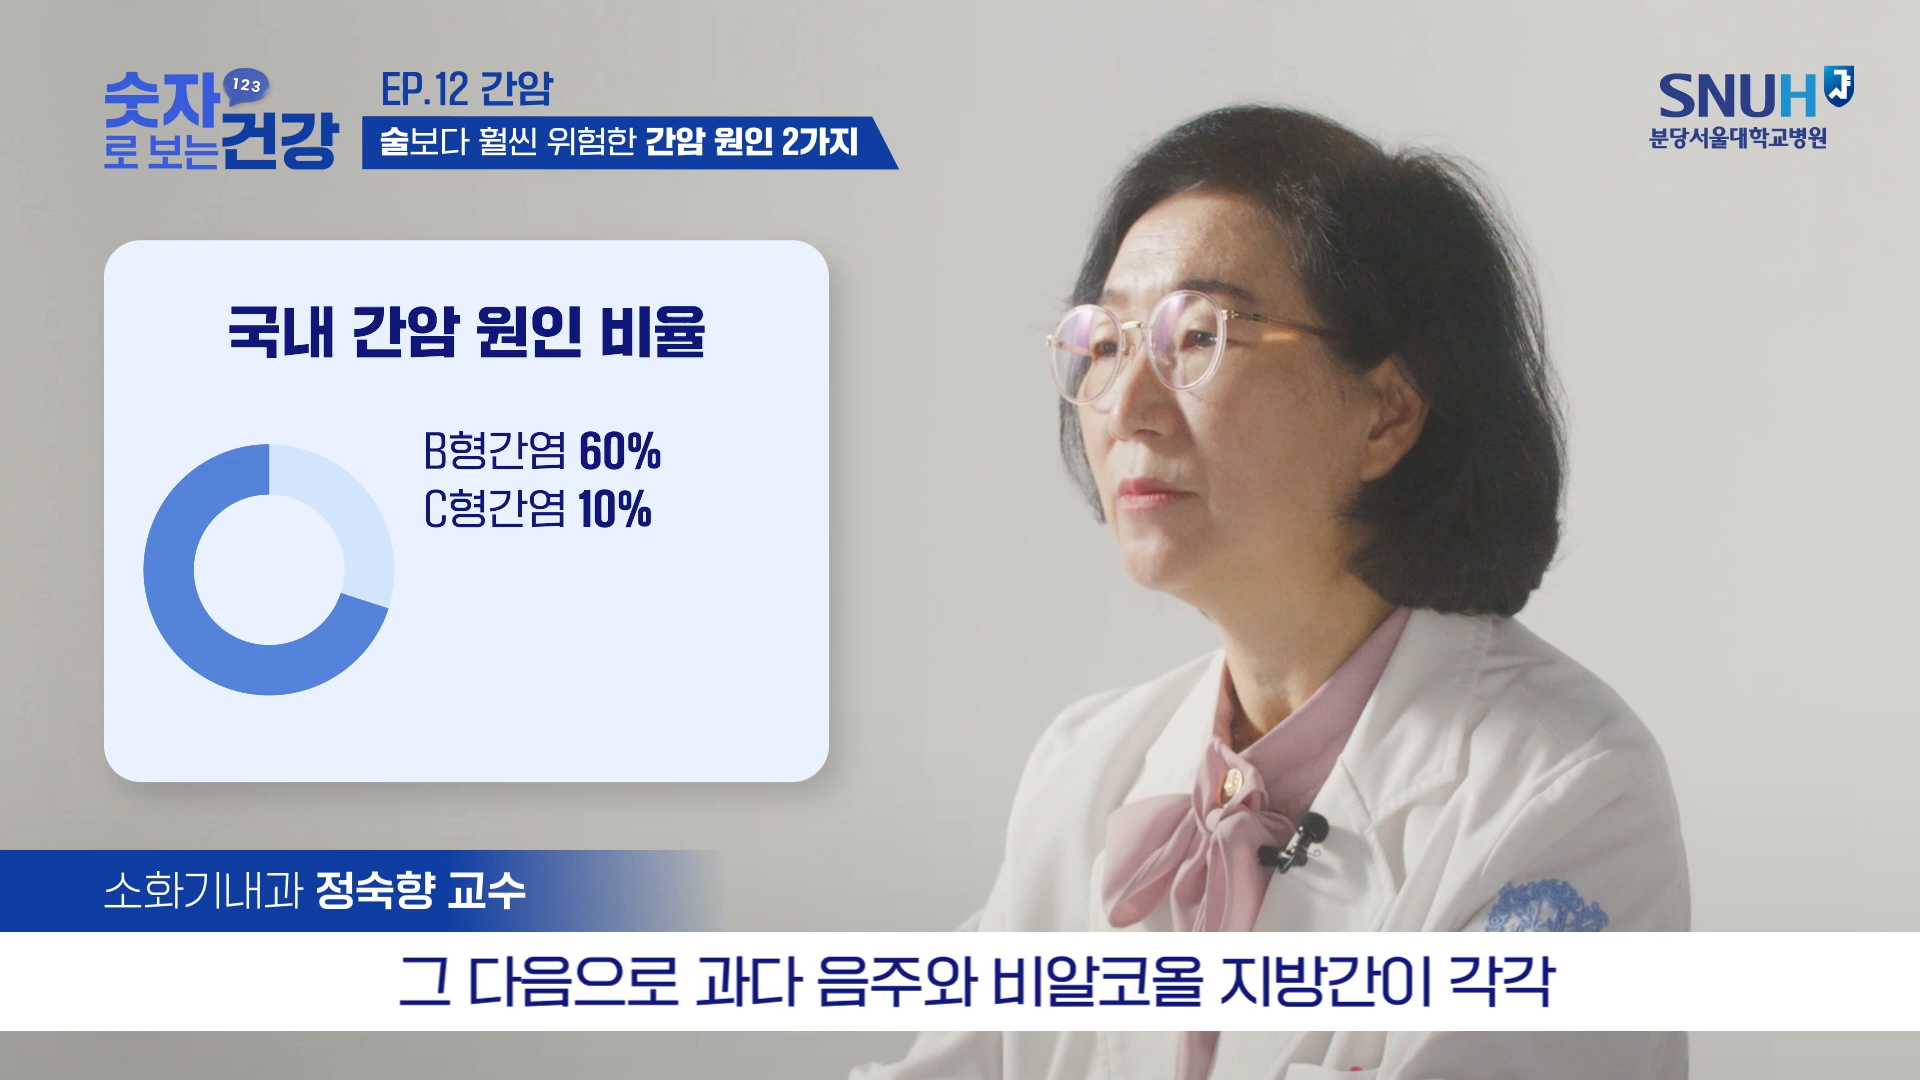 숫자 123
로 보는 건강
EP.12 간암
술보다 훨씬 위험한 간암 원인 2가지
SNUH
분당서울대학교병원
국내 간암 원인 비율
B형간염 60%
C형간염 10%
소화기내과 정숙향 교수
그 다음으로 과다 음주와 비알코올 지방간이 각각